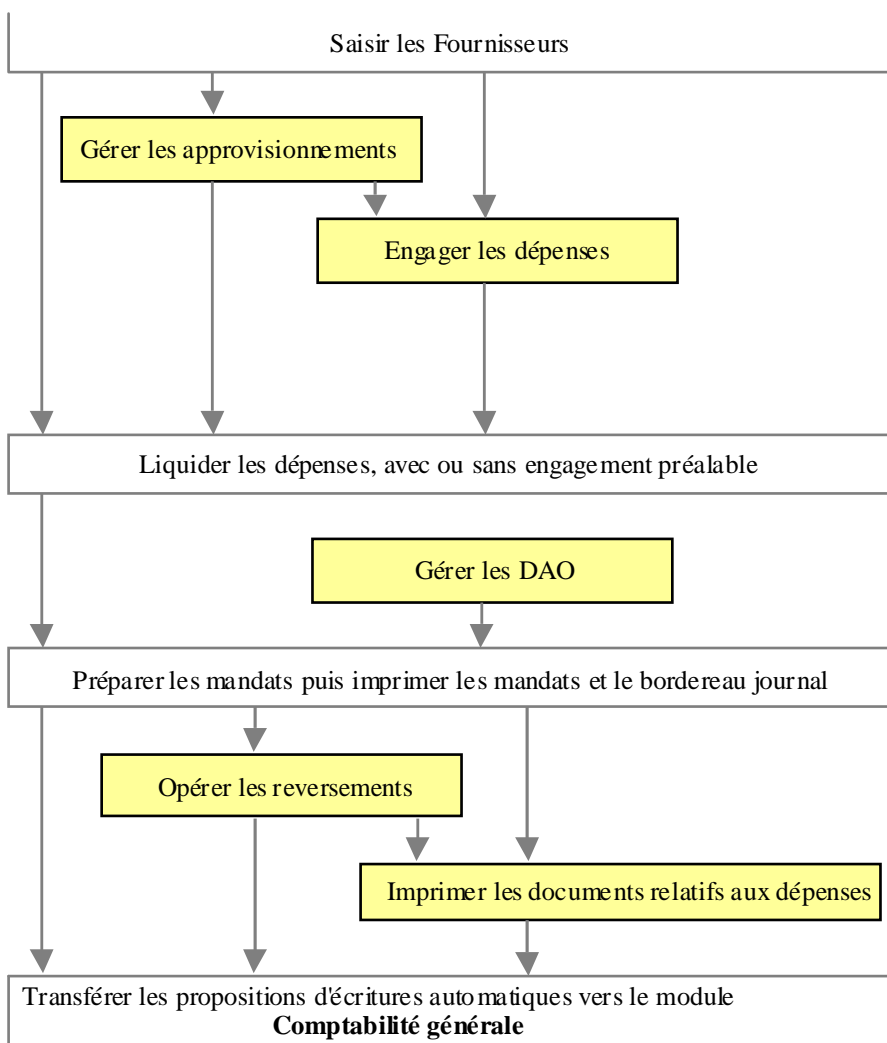 Saisir les Fournisseurs
Gérer les approvisionnements
Engager les dépenses
Liquider les dépenses, avec ou sans engagement préalable
Gérer les DAO
Préparer les mandats puis imprimer les mandats et le bordereau journal
Opérer les reversements
Imprimer les documents relatifs aux dépenses
Transférer les propositions d'écritures automatiques vers le module
Comptabilité générale